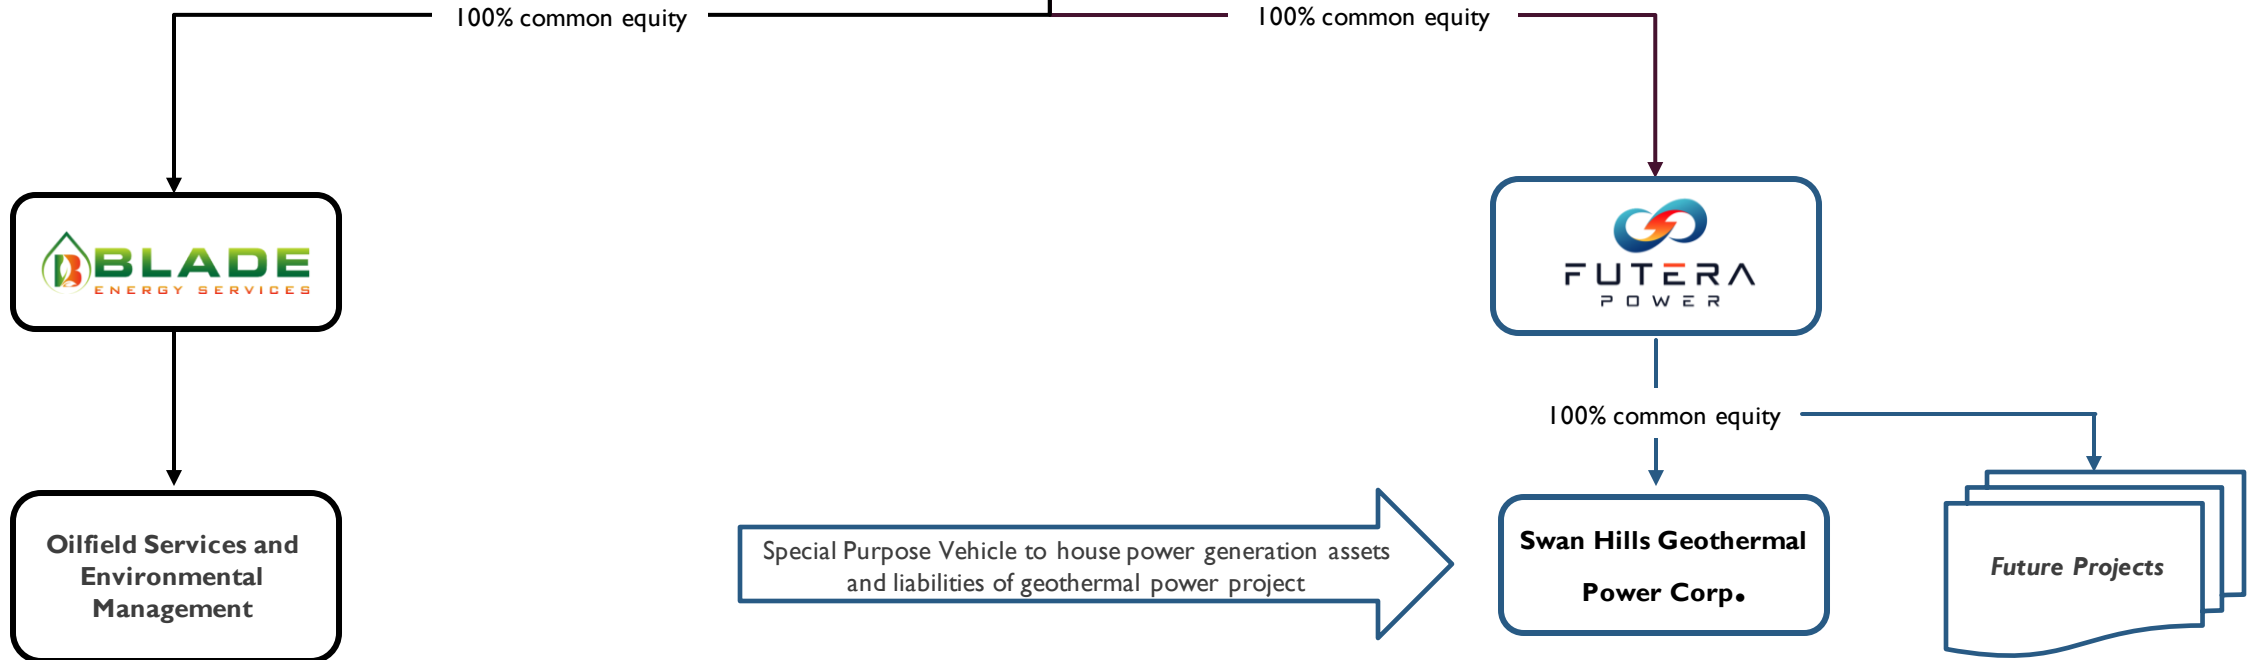 100% common equity
100% common equity
BLADE
ENERGY SERVICES
FUTERA
POWER
100% common equity
Oilfield Services and
Environmental
Management
Special Purpose Vehicle to house power generation assets
and liabilities of geothermal power project
Swan Hills Geothermal
Power Corp.
Future Projects